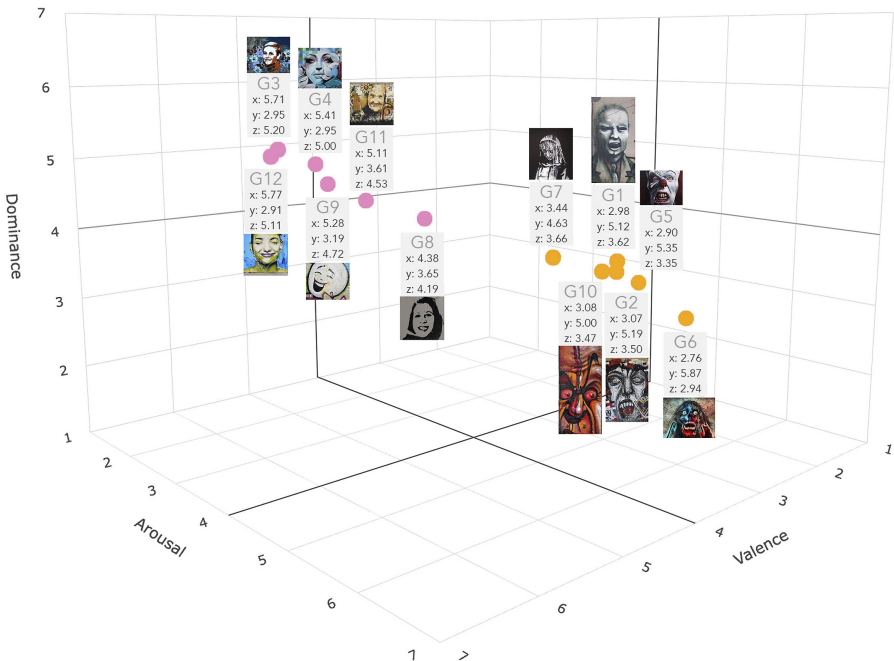 7
6
5
4
3
2
1
Dominance
2
3
4
5
6
7
Arousal
7
6
5
4
3
2
1
Valence
G3
x: 5.71
y: 2.95
z: 5.20
G4
x: 5.41
y: 2.95
z: 5.00
G11
x: 5.11
y: 3.61
z: 4.53
G12
x: 5.77
y: 2.91
z: 5.11
G9
x: 5.28
y: 3.19
z: 4.72
G8
x: 4.38
y: 3.65
z: 4.19
G7
x: 3.44
y: 4.63
z: 3.66
G1
x: 2.98
y: 5.12
z: 3.62
G5
x: 2.90
y: 5.35
z: 3.35
G10
x: 3.08
y: 5.00
z: 3.47
G2
x: 3.07
y: 5.19
z: 3.50
G6
x: 2.76
y: 5.87
z: 2.94